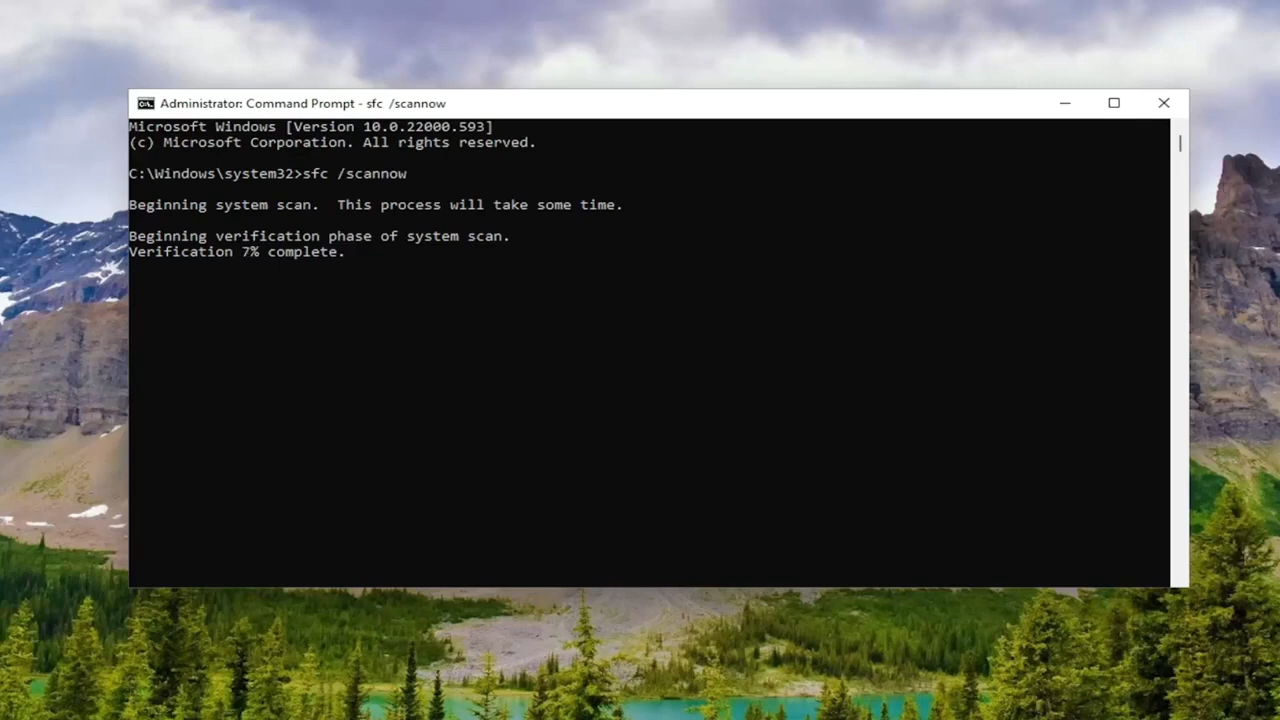 Administrator: Command Prompt - sfc  /scannow
Microsoft Windows [Version 10.0.22000.593]
(c) Microsoft Corporation. All rights reserved.
C:\Windows\system32>sfc /scannow
Beginning system scan.  This process will take some time.
Beginning verification phase of system scan.
Verification 7% complete.